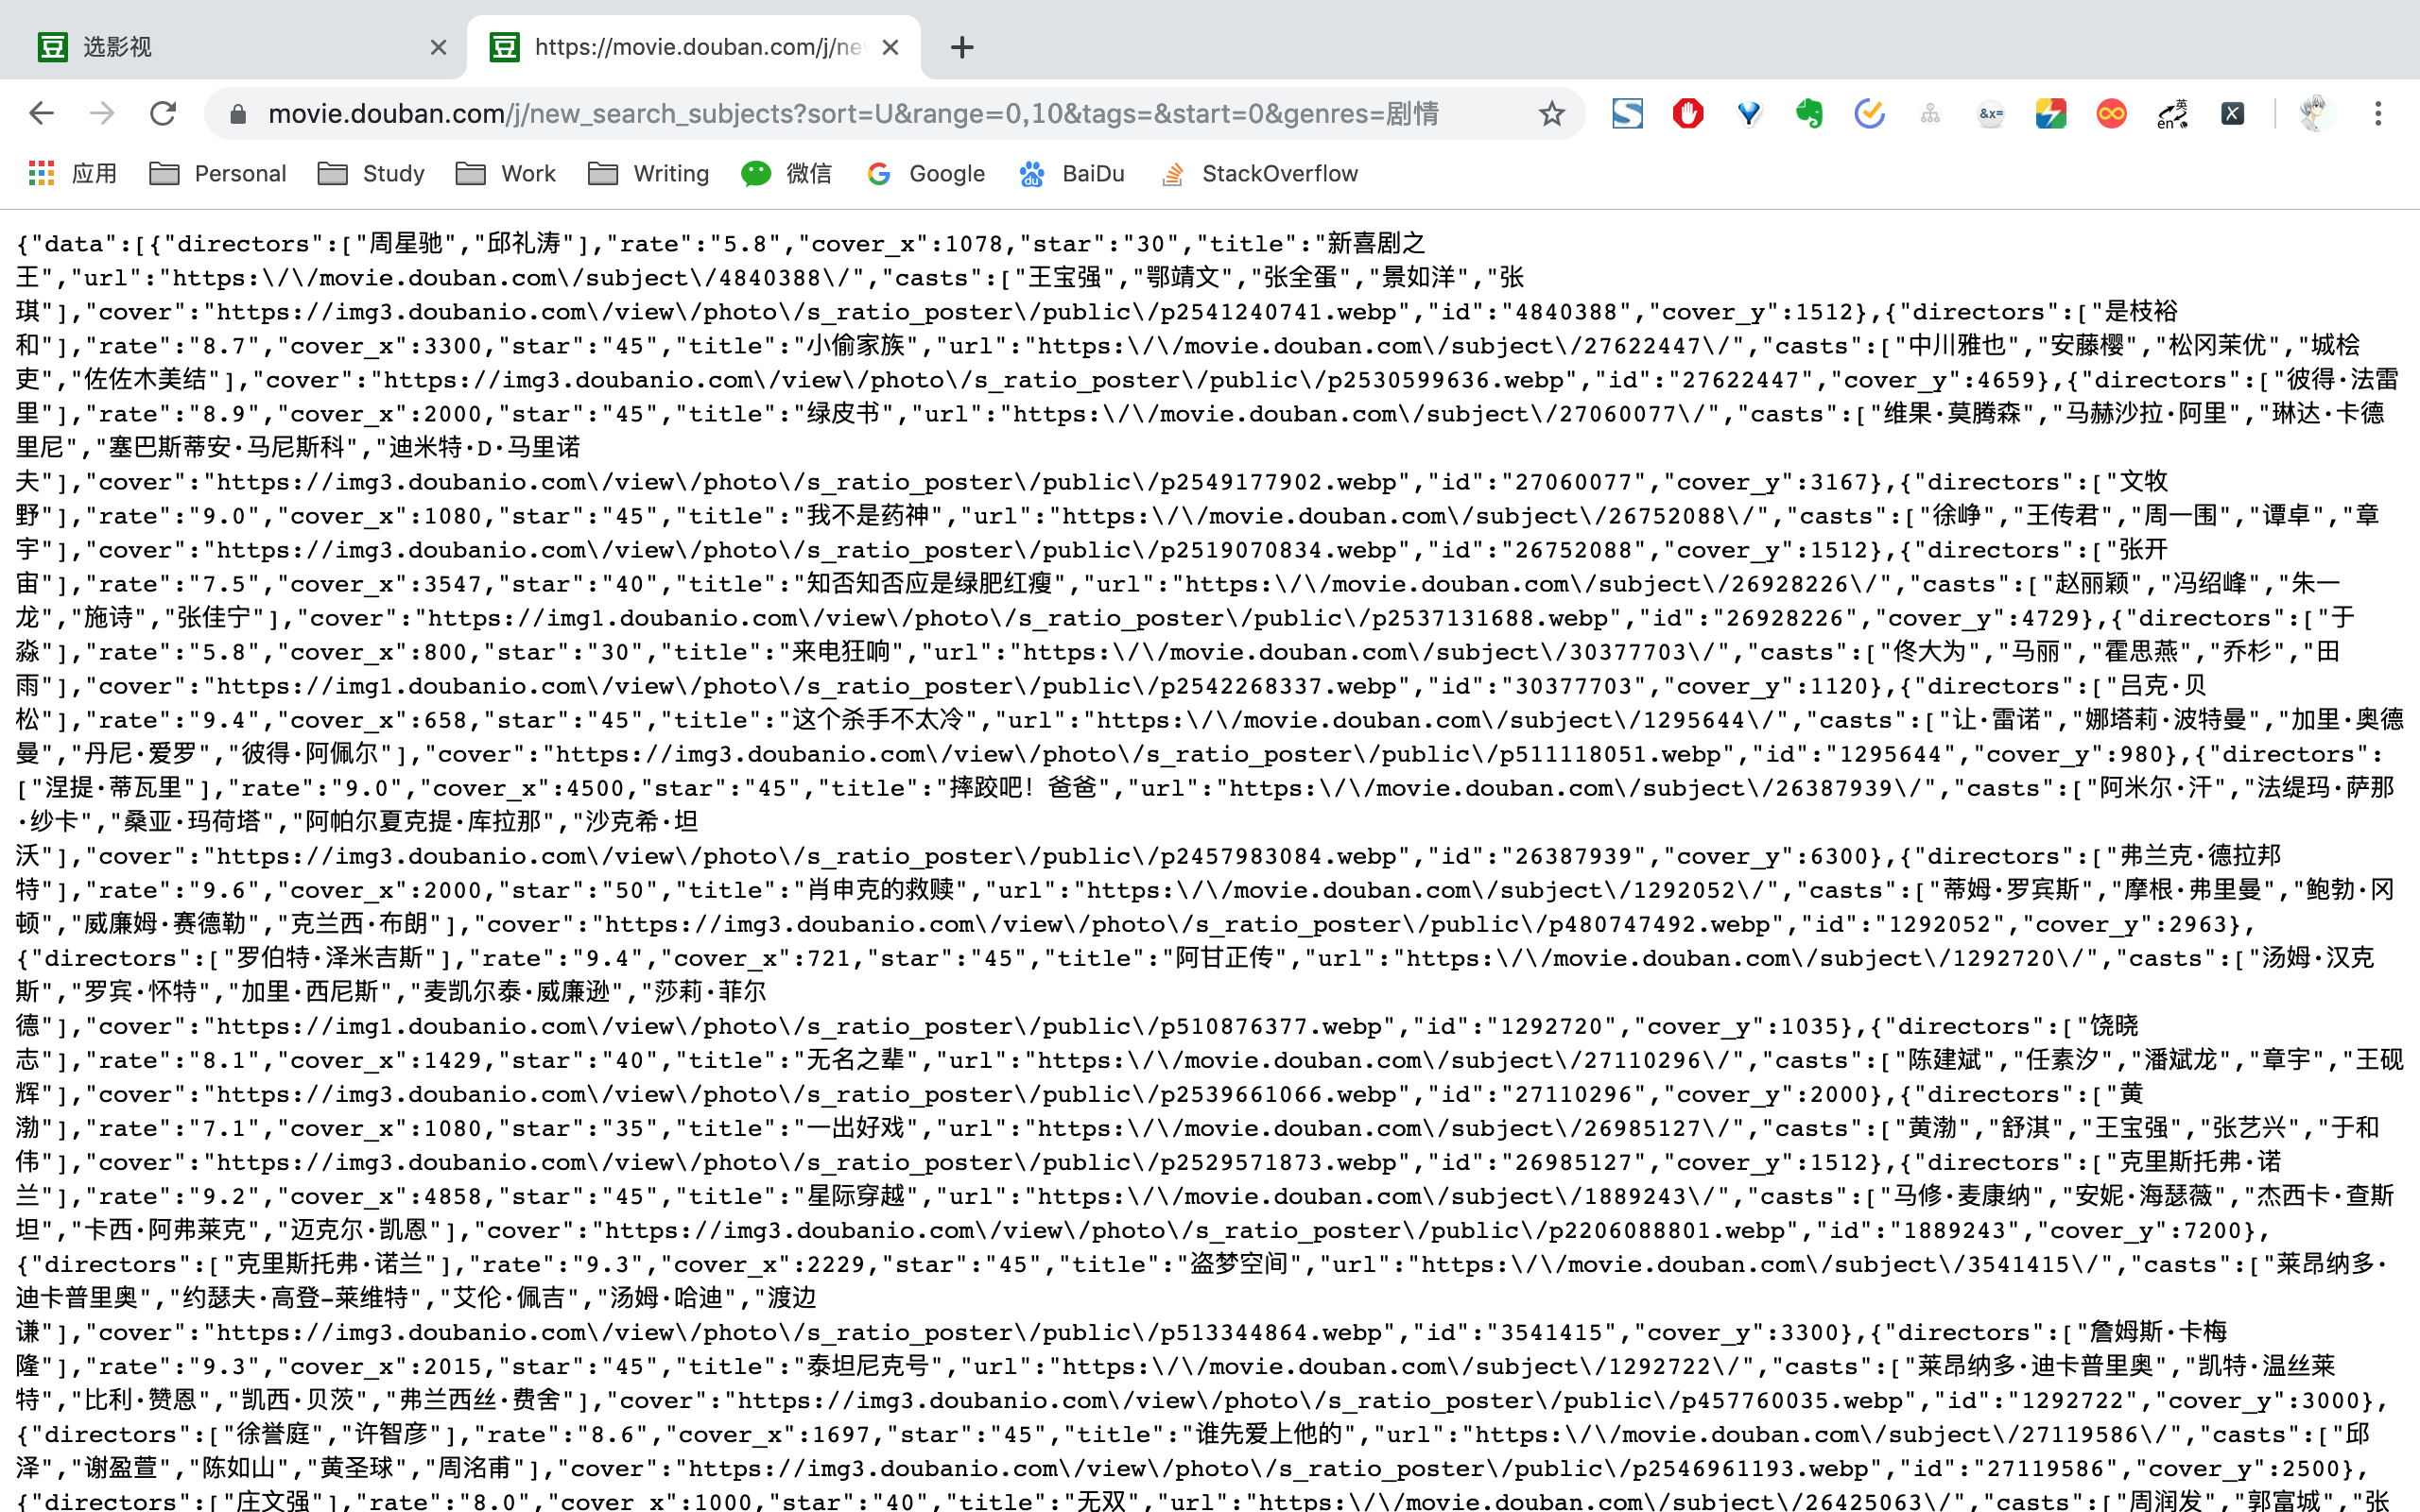 选影视
https://movie.douban.com/j/ne
movie.douban.com/j/new_search_subjects?sort=U&range=0,10&tags=&start=0&genres=剧情
应用 Personal Study Work Writing 微信 Google BaiDu StackOverflow
{"data":[{"directors":["周星驰","邱礼涛"],"rate":"5.8","cover_x":1078,"star":"30","title":"新喜剧之
王","url":"https:\/\/movie.douban.com\/subject\/4840388\/","casts":["王宝强","鄂靖文","张全蛋","景如洋","张
琪"],"cover":"https://img3.doubanio.com\/view\/photo\/s_ratio_poster\/public\/p2541240741.webp","id":"4840388","cover_y":1512},{"directors":["是枝裕
和"],"rate":"8.7","cover_x":3300,"star":"45","title":"小偷家族","url":"https:\/\/movie.douban.com\/subject\/27622447\/","casts":["中川雅也","安藤樱","松冈茉优","城桧
吏","佐佐木美结"],"cover":"https://img3.doubanio.com\/view\/photo\/s_ratio_poster\/public\/p2530599636.webp","id":"27622447","cover_y":4659},{"directors":["彼得·法雷
里"],"rate":"8.9","cover_x":2000,"star":"45","title":"绿皮书","url":"https:\/\/movie.douban.com\/subject\/27060077\/","casts":["维果·莫腾森","马赫沙拉·阿里","琳达·卡德
里尼","塞巴斯蒂安·马尼斯科","迪米特·D·马里诺
夫"],"cover":"https://img3.doubanio.com\/view\/photo\/s_ratio_poster\/public\/p2549177902.webp","id":"27060077","cover_y":3167},{"directors":["文牧
野"],"rate":"9.0","cover_x":1080,"star":"45","title":"我不是药神","url":"https:\/\/movie.douban.com\/subject\/26752088\/","casts":["徐峥","王传君","周一围","谭卓","章
宇"],"cover":"https://img3.doubanio.com\/view\/photo\/s_ratio_poster\/public\/p2519070834.webp","id":"26752088","cover_y":1512},{"directors":["张开
宙"],"rate":"7.5","cover_x":3547,"star":"40","title":"知否知否应是绿肥红瘦","url":"https:\/\/movie.douban.com\/subject\/26928226\/","casts":["赵丽颖","冯绍峰","朱一
龙","施诗","张佳宁"],"cover":"https://img1.doubanio.com\/view\/photo\/s_ratio_poster\/public\/p2537131688.webp","id":"26928226","cover_y":4729},{"directors":["于
淼"],"rate":"5.8","cover_x":800,"star":"30","title":"来电狂响","url":"https:\/\/movie.douban.com\/subject\/30377703\/","casts":["佟大为","马丽","霍思燕","乔杉","田
雨"],"cover":"https://img1.doubanio.com\/view\/photo\/s_ratio_poster\/public\/p2542268337.webp","id":"30377703","cover_y":1120},{"directors":["吕克·贝
松"],"rate":"9.4","cover_x":658,"star":"45","title":"这个杀手不太冷","url":"https:\/\/movie.douban.com\/subject\/1295644\/","casts":["让·雷诺","娜塔莉·波特曼","加里·奥德
曼","丹尼·爱罗","彼得·阿佩尔"],"cover":"https://img3.doubanio.com\/view\/photo\/s_ratio_poster\/public\/p511118051.webp","id":"1295644","cover_y":980},{"directors":
["涅提·蒂瓦里"],"rate":"9.0","cover_x":4500,"star":"45","title":"摔跤吧！爸爸","url":"https:\/\/movie.douban.com\/subject\/26387939\/","casts":["阿米尔·汗","法缇玛·萨那
·纱卡","桑亚·玛荷塔","阿帕尔夏克提·库拉那","沙克希·坦
沃"],"cover":"https://img3.doubanio.com\/view\/photo\/s_ratio_poster\/public\/p2457983084.webp","id":"26387939","cover_y":6300},{"directors":["弗兰克·德拉邦
特"],"rate":"9.6","cover_x":2000,"star":"50","title":"肖申克的救赎","url":"https:\/\/movie.douban.com\/subject\/1292052\/","casts":["蒂姆·罗宾斯","摩根·弗里曼","鲍勃·冈
顿","威廉姆·赛德勒","克兰西·布朗"],"cover":"https://img3.doubanio.com\/view\/photo\/s_ratio_poster\/public\/p480747492.webp","id":"1292052","cover_y":2963},
{"directors":["罗伯特·泽米吉斯"],"rate":"9.4","cover_x":721,"star":"45","title":"阿甘正传","url":"https:\/\/movie.douban.com\/subject\/1292720\/","casts":["汤姆·汉克
斯","罗宾·怀特","加里·西尼斯","麦凯尔泰·威廉逊","莎莉·菲尔
德"],"cover":"https://img1.doubanio.com\/view\/photo\/s_ratio_poster\/public\/p510876377.webp","id":"1292720","cover_y":1035},{"directors":["饶晓
志"],"rate":"8.1","cover_x":1429,"star":"40","title":"无名之辈","url":"https:\/\/movie.douban.com\/subject\/27110296\/","casts":["陈建斌","任素汐","潘斌龙","章宇","王砚
辉"],"cover":"https://img3.doubanio.com\/view\/photo\/s_ratio_poster\/public\/p2539661066.webp","id":"27110296","cover_y":2000},{"directors":["黄
渤"],"rate":"7.1","cover_x":1080,"star":"35","title":"一出好戏","url":"https:\/\/movie.douban.com\/subject\/26985127\/","casts":["黄渤","舒淇","王宝强","张艺兴","于和
伟"],"cover":"https://img3.doubanio.com\/view\/photo\/s_ratio_poster\/public\/p2529571873.webp","id":"26985127","cover_y":1512},{"directors":["克里斯托弗·诺
兰"],"rate":"9.2","cover_x":4858,"star":"45","title":"星际穿越","url":"https:\/\/movie.douban.com\/subject\/1889243\/","casts":["马修·麦康纳","安妮·海瑟薇","杰西卡·查斯
坦","卡西·阿弗莱克","迈克尔·凯恩"],"cover":"https://img3.doubanio.com\/view\/photo\/s_ratio_poster\/public\/p2206088801.webp","id":"1889243","cover_y":7200},
{"directors":["克里斯托弗·诺兰"],"rate":"9.3","cover_x":2229,"star":"45","title":"盗梦空间","url":"https:\/\/movie.douban.com\/subject\/3541415\/","casts":["莱昂纳多·
迪卡普里奥","约瑟夫·高登-莱维特","艾伦·佩吉","汤姆·哈迪","渡边
谦"],"cover":"https://img3.doubanio.com\/view\/photo\/s_ratio_poster\/public\/p513344864.webp","id":"3541415","cover_y":3300},{"directors":["詹姆斯·卡梅
隆"],"rate":"9.3","cover_x":2015,"star":"45","title":"泰坦尼克号","url":"https:\/\/movie.douban.com\/subject\/1292722\/","casts":["莱昂纳多·迪卡普里奥","凯特·温丝莱
特","比利·赞恩","凯西·贝茨","弗兰西丝·费舍"],"cover":"https://img3.doubanio.com\/view\/photo\/s_ratio_poster\/public\/p457760035.webp","id":"1292722","cover_y":3000},
{"directors":["徐誉庭","许智彦"],"rate":"8.6","cover_x":1697,"star":"45","title":"谁先爱上他的","url":"https:\/\/movie.douban.com\/subject\/27119586\/","casts":["邱
泽","谢盈萱","陈如山","黄圣球","周洺甫"],"cover":"https://img3.doubanio.com\/view\/photo\/s_ratio_poster\/public\/p2546961193.webp","id":"27119586","cover_y":2500},
{"directors":["庄文强"],"rate":"8.0","cover_x":1000,"star":"40","title":"无双","url":"https:\/\/movie.douban.com\/subject\/26425063\/","casts":["周润发","郭富城","张